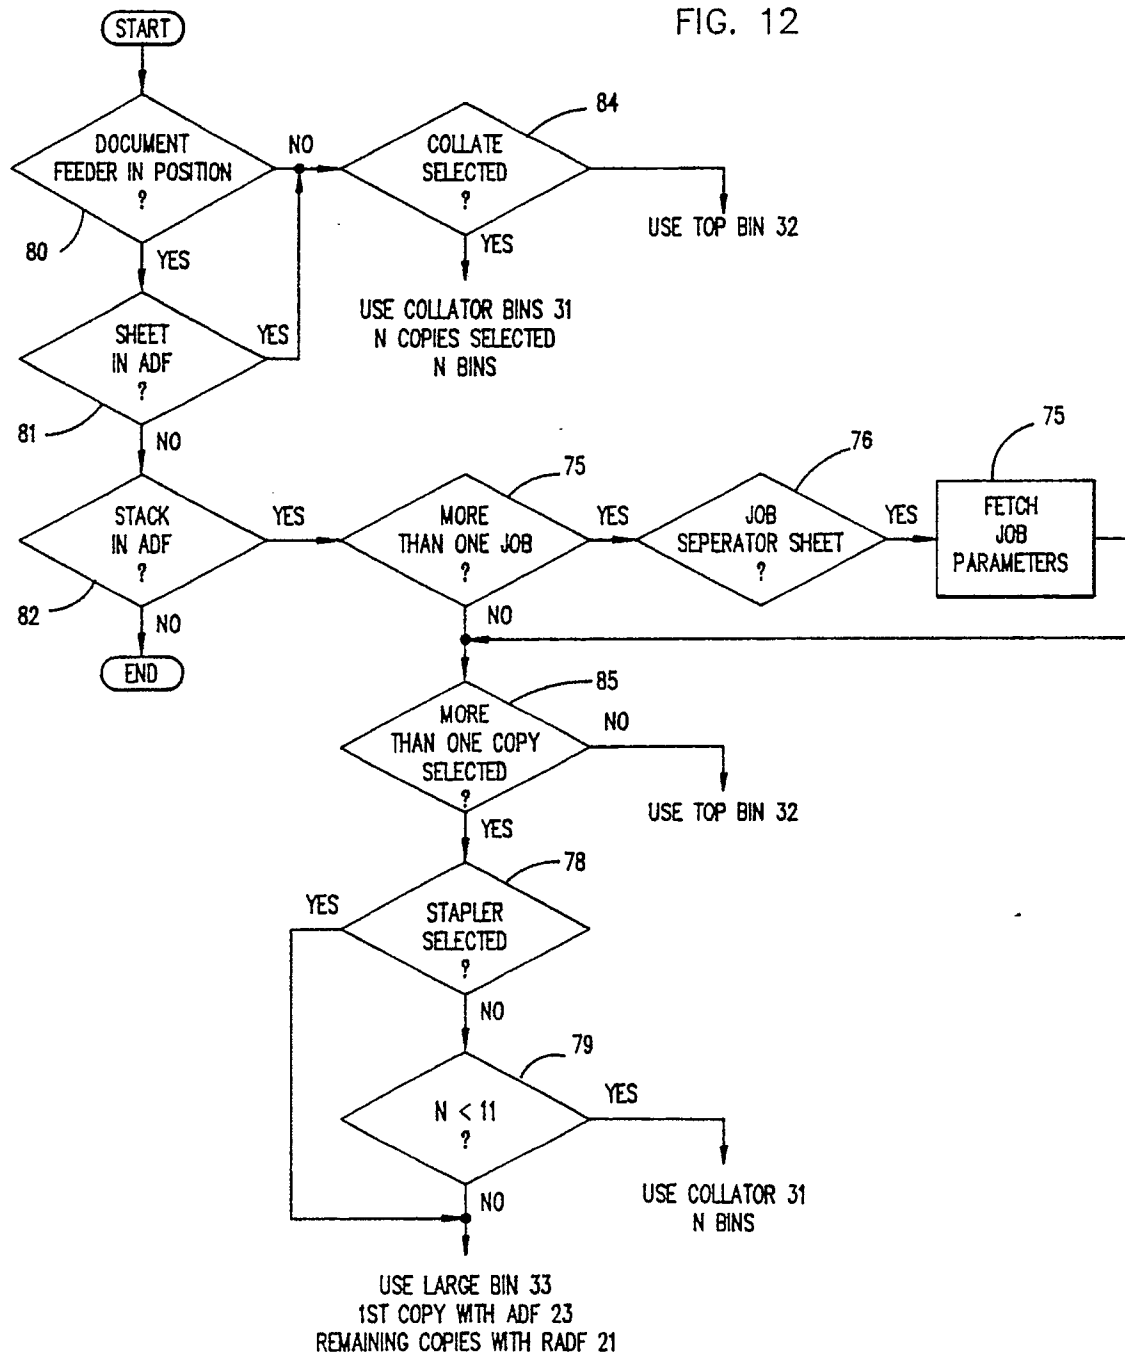 FIG. 12
START
DOCUMENT
FEEDER IN POSITION
?
80
NO
YES
COLLATE
SELECTED
?
84
USE TOP BIN 32
YES
USE COLLATOR BINS 31
N COPIES SELECTED
N BINS
SHEET
IN ADF
?
81
YES
NO
STACK
IN ADF
?
82
YES
NO
END
MORE
THAN ONE JOB
?
75
YES
NO
JOB
SEPERATOR SHEET
?
76
YES
FETCH
JOB
PARAMETERS
75
MORE
THAN ONE COPY
SELECTED
?
85
NO
USE TOP BIN 32
YES
STAPLER
SELECTED
?
78
YES
NO
N < 11
?
79
YES
USE COLLATOR 31
N BINS
NO
USE LARGE BIN 33
1ST COPY WITH ADF 23
REMAINING COPIES WITH RADF 21